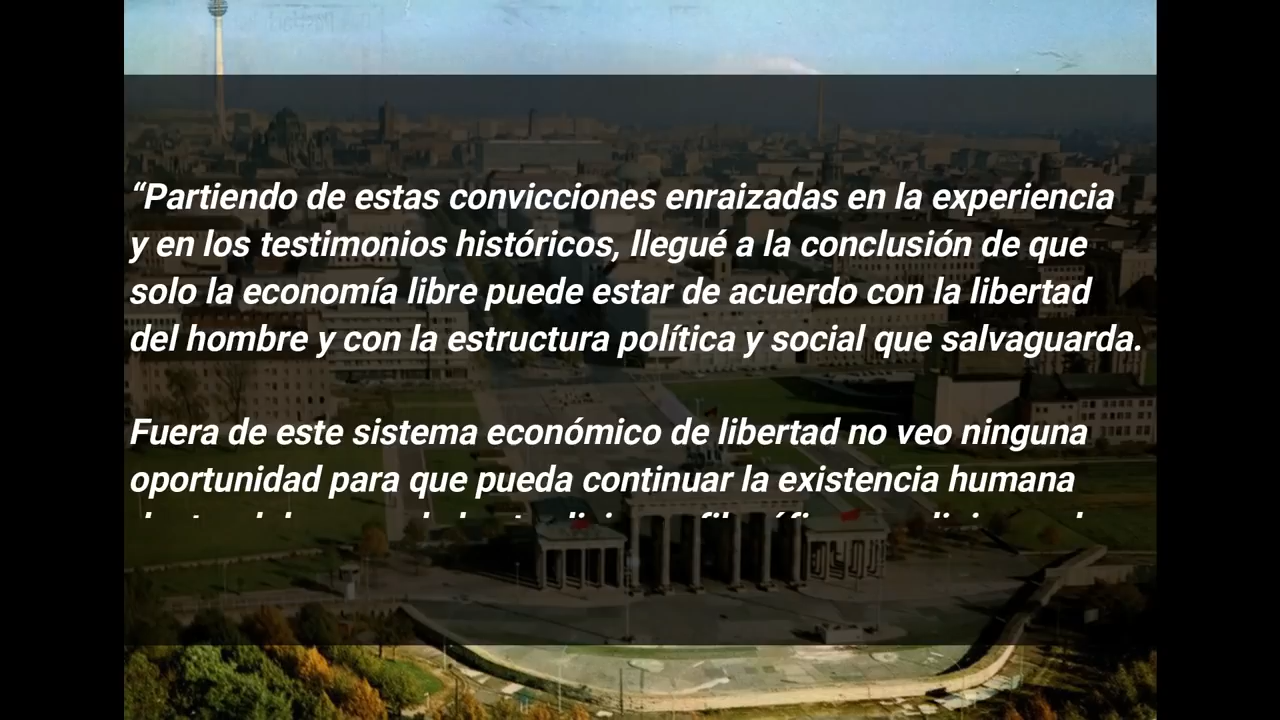 “Partiendo de estas convicciones enraizadas en la experiencia
y en los testimonios históricos, llegué a la conclusión de que
solo la economía libre puede estar de acuerdo con la libertad
del hombre y con la estructura política y social que salvaguarda.
Fuera de este sistema económico de libertad no veo ninguna
oportunidad para que pueda continuar la existencia humana